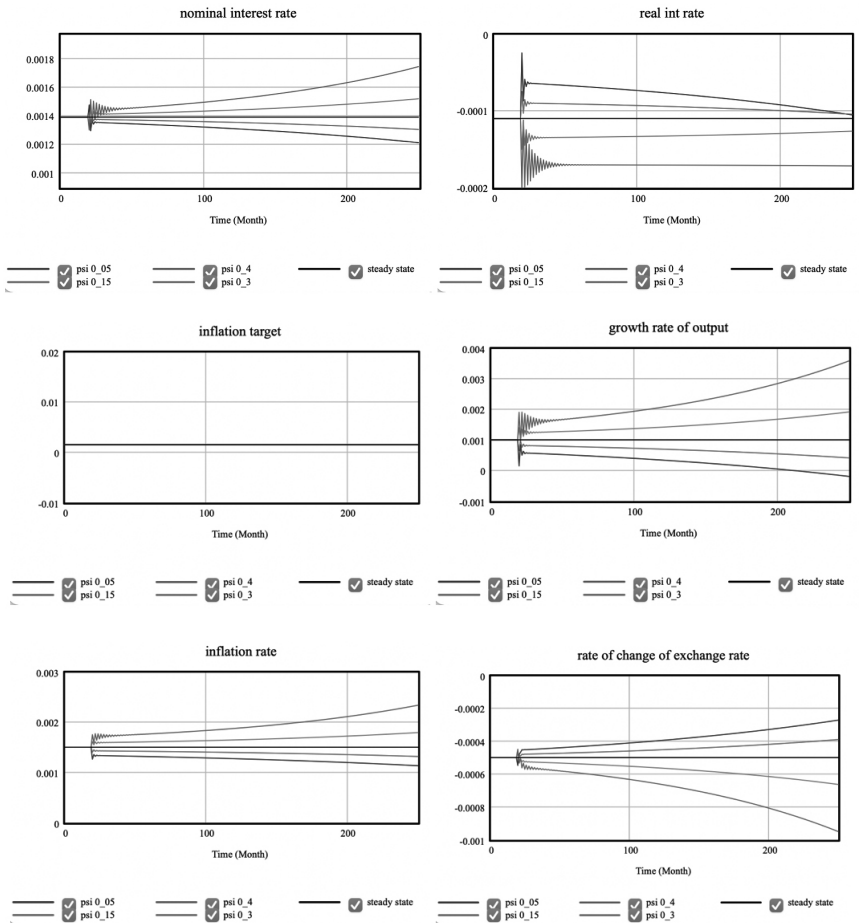 nominal interest rate
0.0018
0.0016
0.0014
0.0012
0.001
0 100 200
Time (Month)
psi 0_05 psi 0_4 steady state
psi 0_15 psi 0_3
real int rate
0
-0.0001
-0.0002
0 100 200
Time (Month)
psi 0_05 psi 0_4 steady state
psi 0_15 psi 0_3
inflation target
0.02
0.01
0
-0.01
0 100 200
Time (Month)
psi 0_05 psi 0_4 steady state
psi 0_15 psi 0_3
growth rate of output
0.004
0.003
0.002
0.001
0
-0.001
0 100 200
Time (Month)
psi 0_05 psi 0_4 steady state
psi 0_15 psi 0_3
inflation rate
0.003
0.002
0.001
0
0 100 200
Time (Month)
psi 0_05 psi 0_4 steady state
psi 0_15 psi 0_3
rate of change of exchange rate
0
-0.0002
-0.0004
-0.0006
-0.0008
-0.001
0 100 200
Time (Month)
psi 0_05 psi 0_4 steady state
psi 0_15 psi 0_3